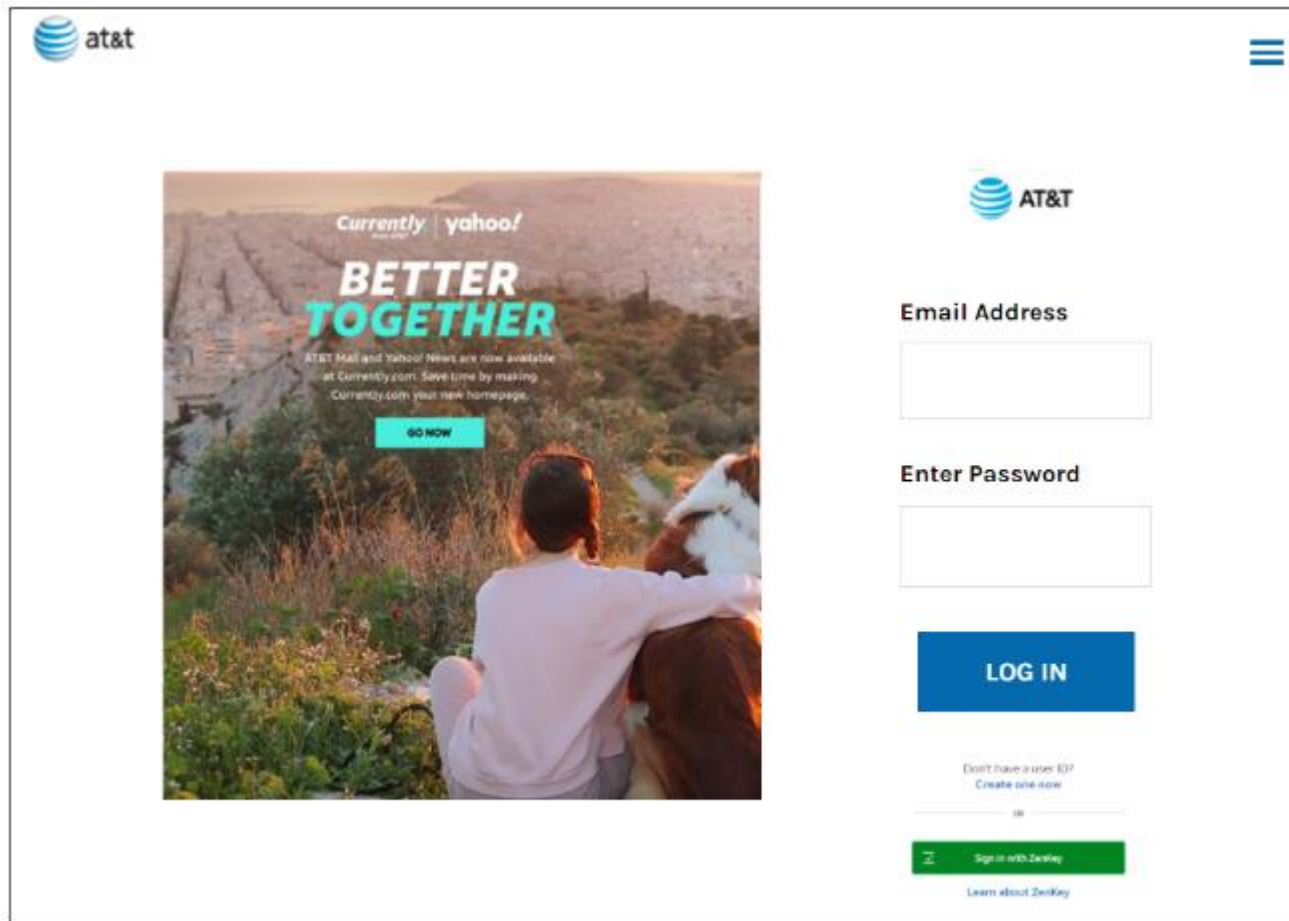 at&t
Currently yahoo!
from AT&T
BETTER
TOGETHER
AT&T Mail and Yahoo! News are now available
at Currently.com. Save time by making
Currently.com your new homepage.
GO NOW
AT&T
Email Address
Enter Password
LOG IN
Don't have a user ID?
Create one now
OR
Sign in with ZenKey
Learn about ZenKey